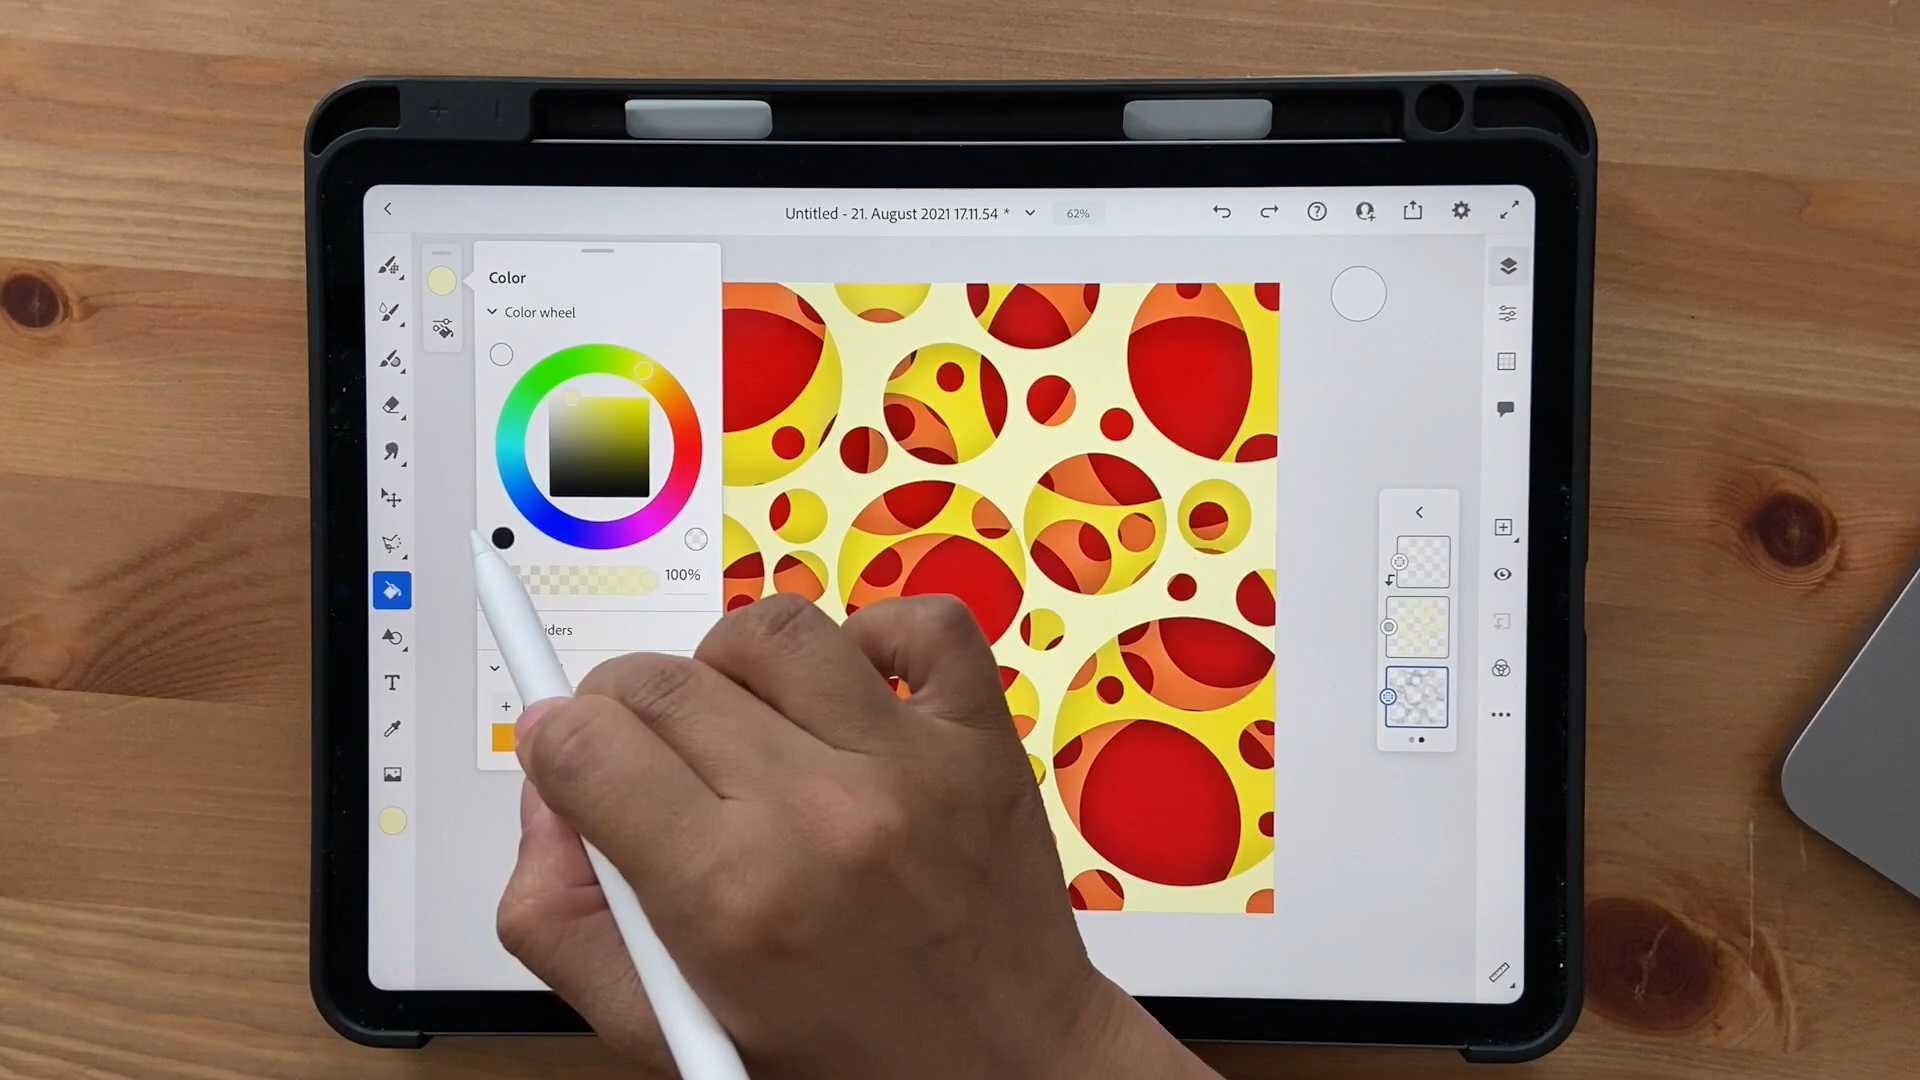 Untitled - 21. August 2021 17.11.54 *
62%
Color
Color wheel
100%
iders
T